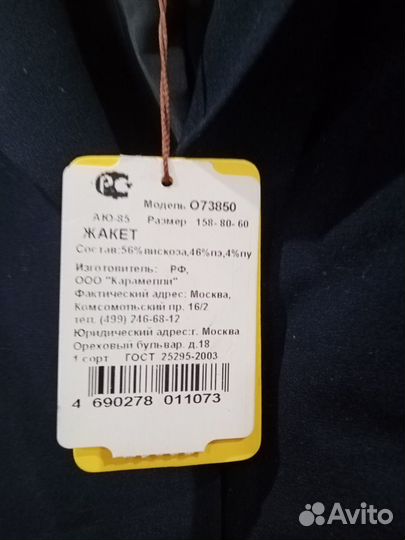 РС
Модель О73850
АЮ-85 Размер 158-80-60
ЖАКЕТ
Состав:56%вискоза,46%пэ,4%пу
Изготовитель: РФ,
ООО "Карамелли"
Фактический адрес: Москва,
Комсомольский пр. 16/2
тел. (499) 246-68-12
Юридический адрес:г. Москва
Ореховый бульвар. д.18
1 сорт ГОСТ 25295-2003
4 690278 011073
Avito